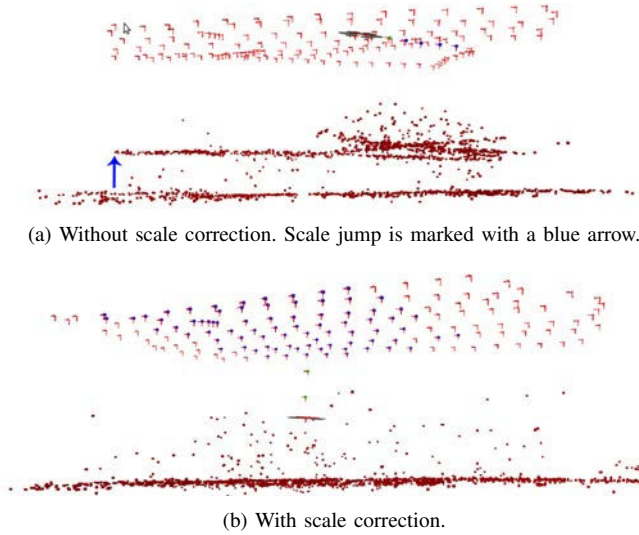 (a) Without scale correction. Scale jump is marked with a blue arrow.
(b) With scale correction.